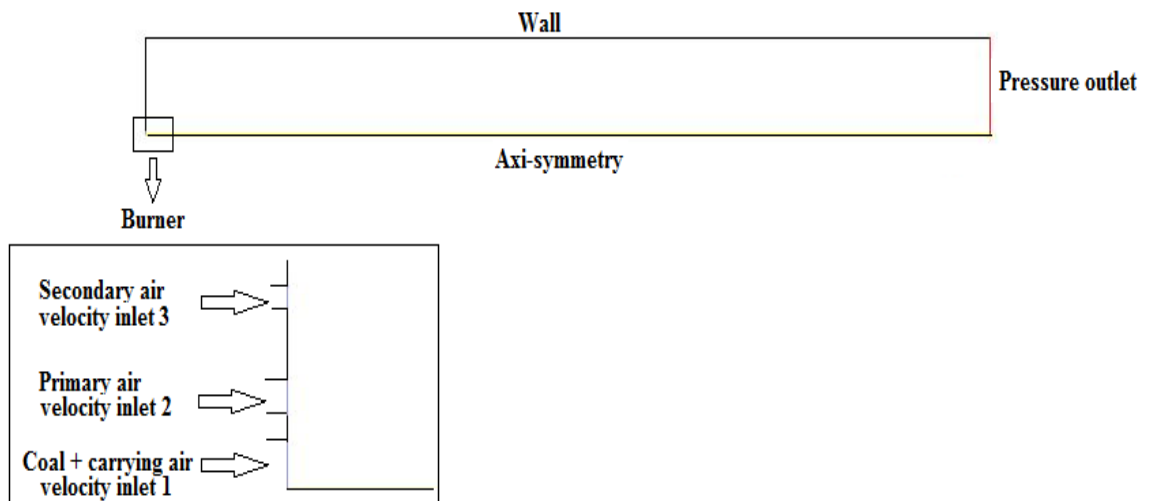 Wall
Pressure outlet
Axi-symmetry
Burner
Secondary air
velocity inlet 3
Primary air
velocity inlet 2
Coal + carrying air
velocity inlet 1